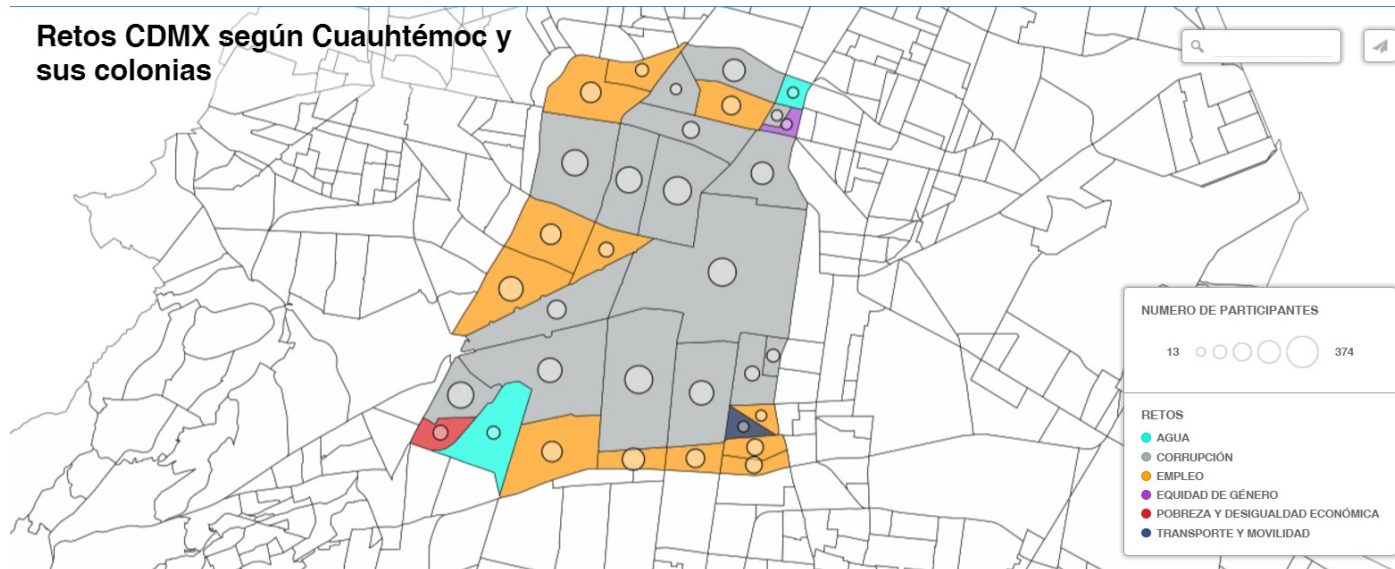 Retos CDMX según Cuauhtémoc y
sus colonias
NUMERO DE PARTICIPANTES
13 374
RETOS
AGUA
CORRUPCIÓN
EMPLEO
EQUIDAD DE GÉNERO
POBREZA Y DESIGUALDAD ECONÓMICA
TRANSPORTE Y MOVILIDAD